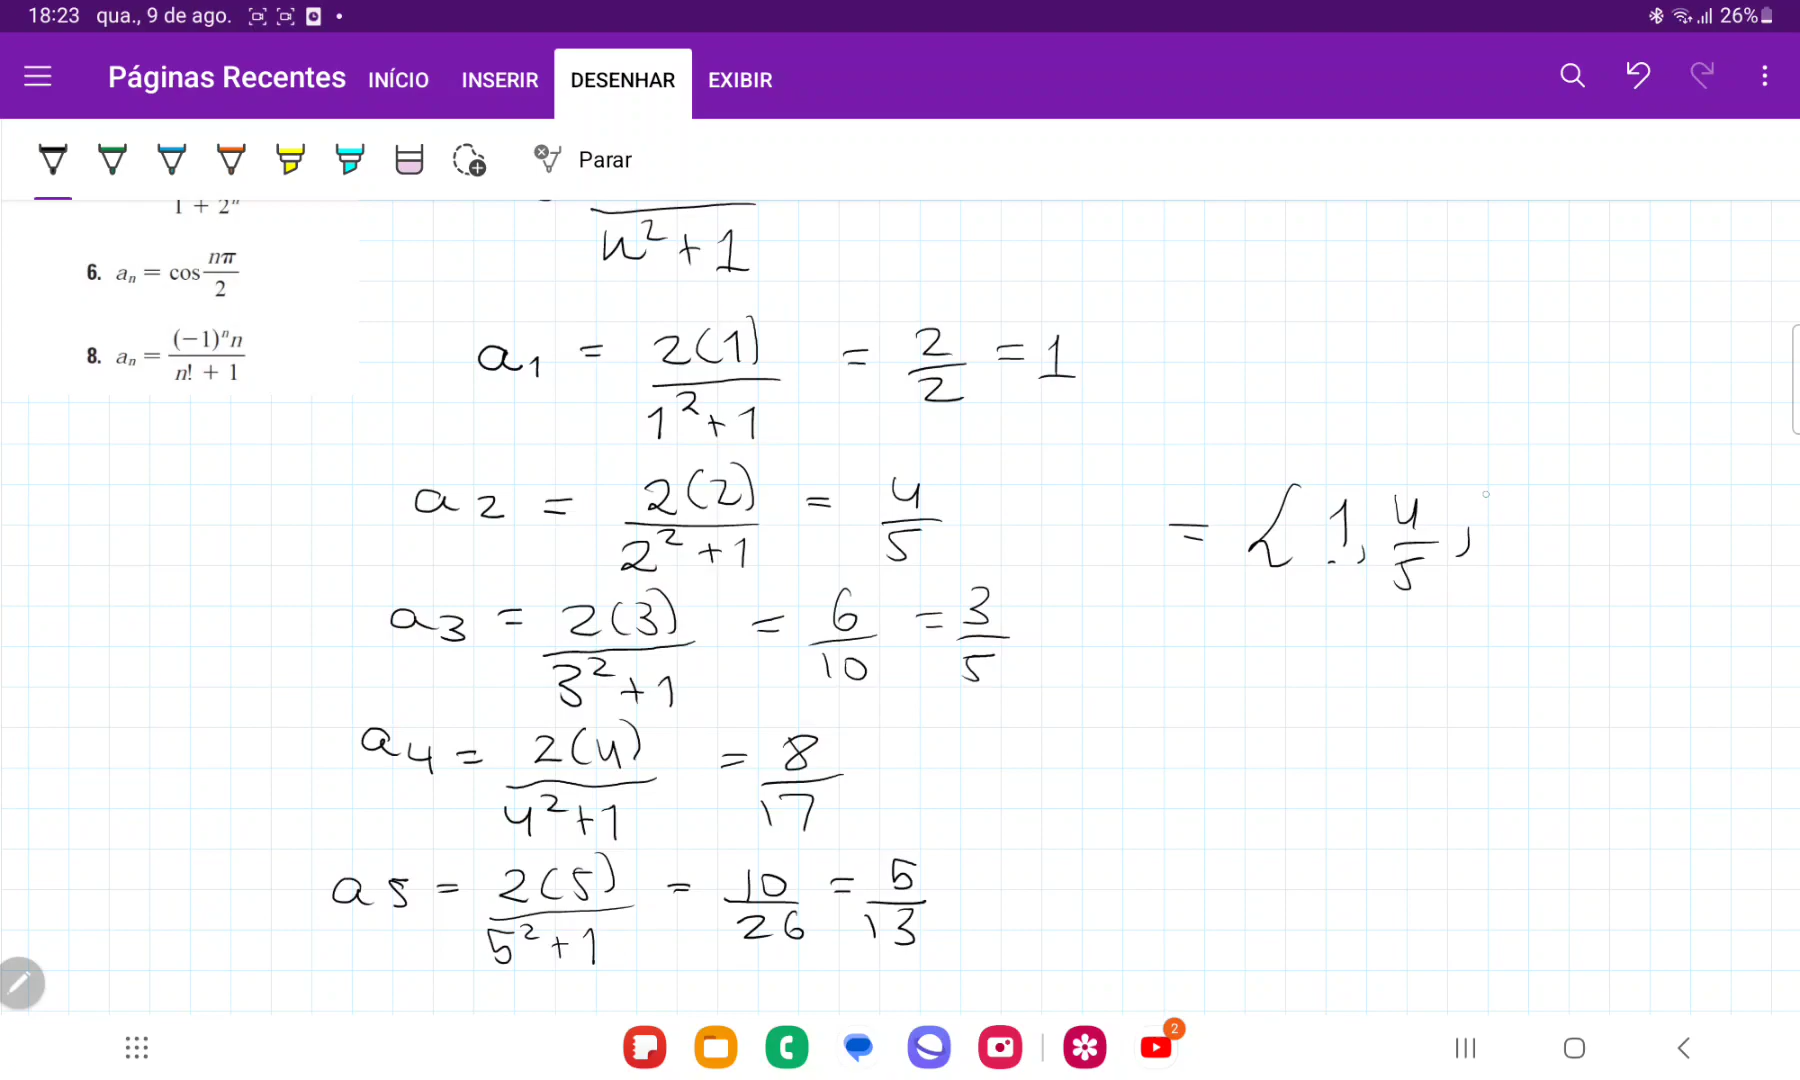 18:23 qua., 9 de ago. 26%
Páginas Recentes INÍCIO INSERIR DESENHAR EXIBIR
Parar
1 + 2ⁿ
6. aₙ = cos nπ/2
8. aₙ = (−1)ⁿn / n! + 1
n² + 1
a₁ = 2(1) / 1² + 1 = 2/2 = 1
a₂ = 2(2) / 2² + 1 = 4/5
= { 1, 4/5,
a₃ = 2(3) / 3² + 1 = 6/10 = 3/5
a₄ = 2(4) / 4² + 1 = 8/17
a₅ = 2(5) / 5² + 1 = 10/26 = 5/13
2